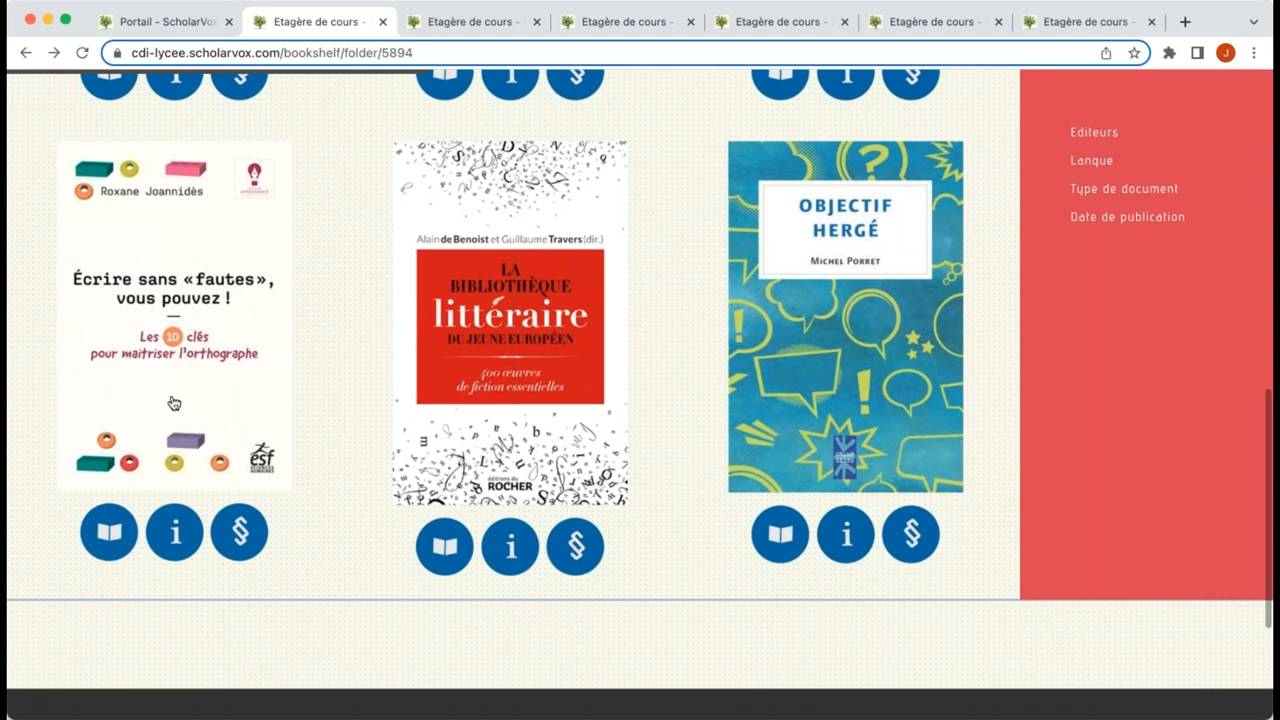 Portail - ScholarVox
Etagère de cours -
Etagère de cours -
Etagère de cours -
Etagère de cours -
Etagère de cours -
Etagère de cours -
cdi-lycee.scholarvox.com/bookshelf/folder/5894
J
i
§
i
§
i
§
Roxane Joannidès
Écrire sans «fautes»,
vous pouvez !
Les 10 clés
pour maitriser l'orthographe
esf
i
§
Alain de Benoist et Guillaume Travers (dir.)
LA
BIBLIOTHÈQUE
littéraire
DU JEUNE EUROPÉEN
400 œuvres
de fiction essentielles
éditions du
ROCHER
i
§
OBJECTIF
HERGÉ
MICHEL PORRET
i
§
Editeurs
Langue
Type de document
Date de publication